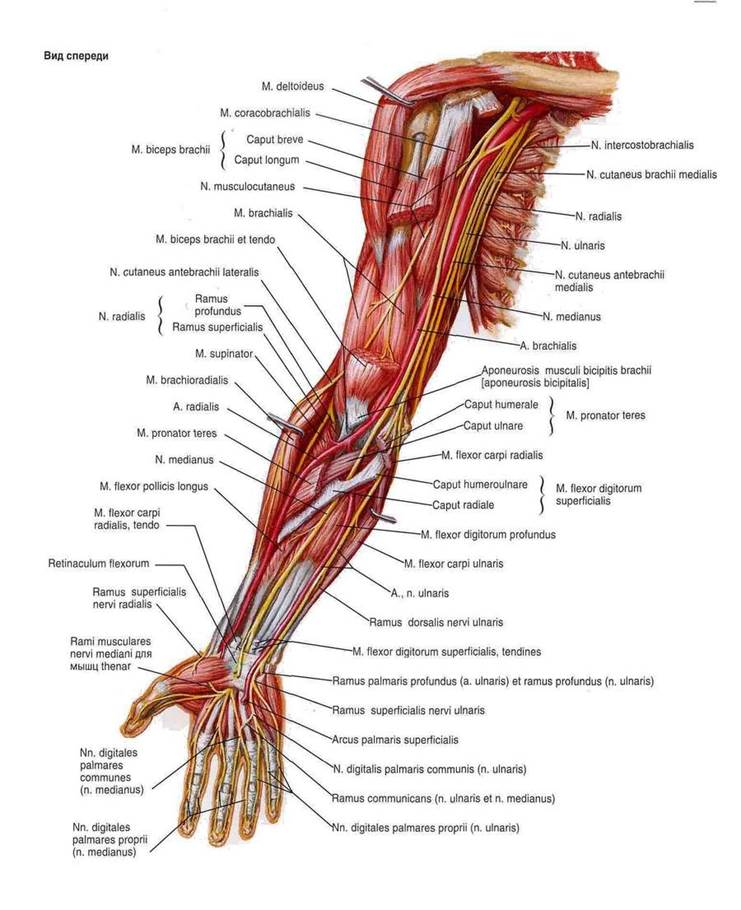 Вид спереди
M. deltoideus
M. coracobrachialis
M. biceps brachii
Caput breve
Caput longum
N. musculocutaneus
M. brachialis
M. biceps brachii et tendo
N. cutaneus antebrachii lateralis
N. radialis
Ramus
profundus
Ramus superficialis
M. supinator
M. brachioradialis
A. radialis
M. pronator teres
N. medianus
M. flexor pollicis longus
M. flexor carpi
radialis, tendo
Retinaculum flexorum
Ramus superficialis
nervi radialis
Rami musculares
nervi mediani для
мышц thenar
Nn. digitales
palmares
communes
(n. medianus)
Nn. digitales
palmares proprii
(n. medianus)
N. intercostobrachialis
N. cutaneus brachii medialis
N. radialis
N. ulnaris
N. cutaneus antebrachii
medialis
N. medianus
A. brachialis
Aponeurosis musculi bicipitis brachii
[aponeurosis bicipitalis]
Caput humerale
Caput ulnare
M. pronator teres
M. flexor carpi radialis
Caput humeroulnare
Caput radiale
M. flexor digitorum
superficialis
M. flexor digitorum profundus
M. flexor carpi ulnaris
A., n. ulnaris
Ramus dorsalis nervi ulnaris
M. flexor digitorum superficialis, tendines
Ramus palmaris profundus (a. ulnaris) et ramus profundus (n. ulnaris)
Ramus superficialis nervi ulnaris
Arcus palmaris superficialis
N. digitalis palmaris communis (n. ulnaris)
Ramus communicans (n. ulnaris et n. medianus)
Nn. digitales palmares proprii (n. ulnaris)